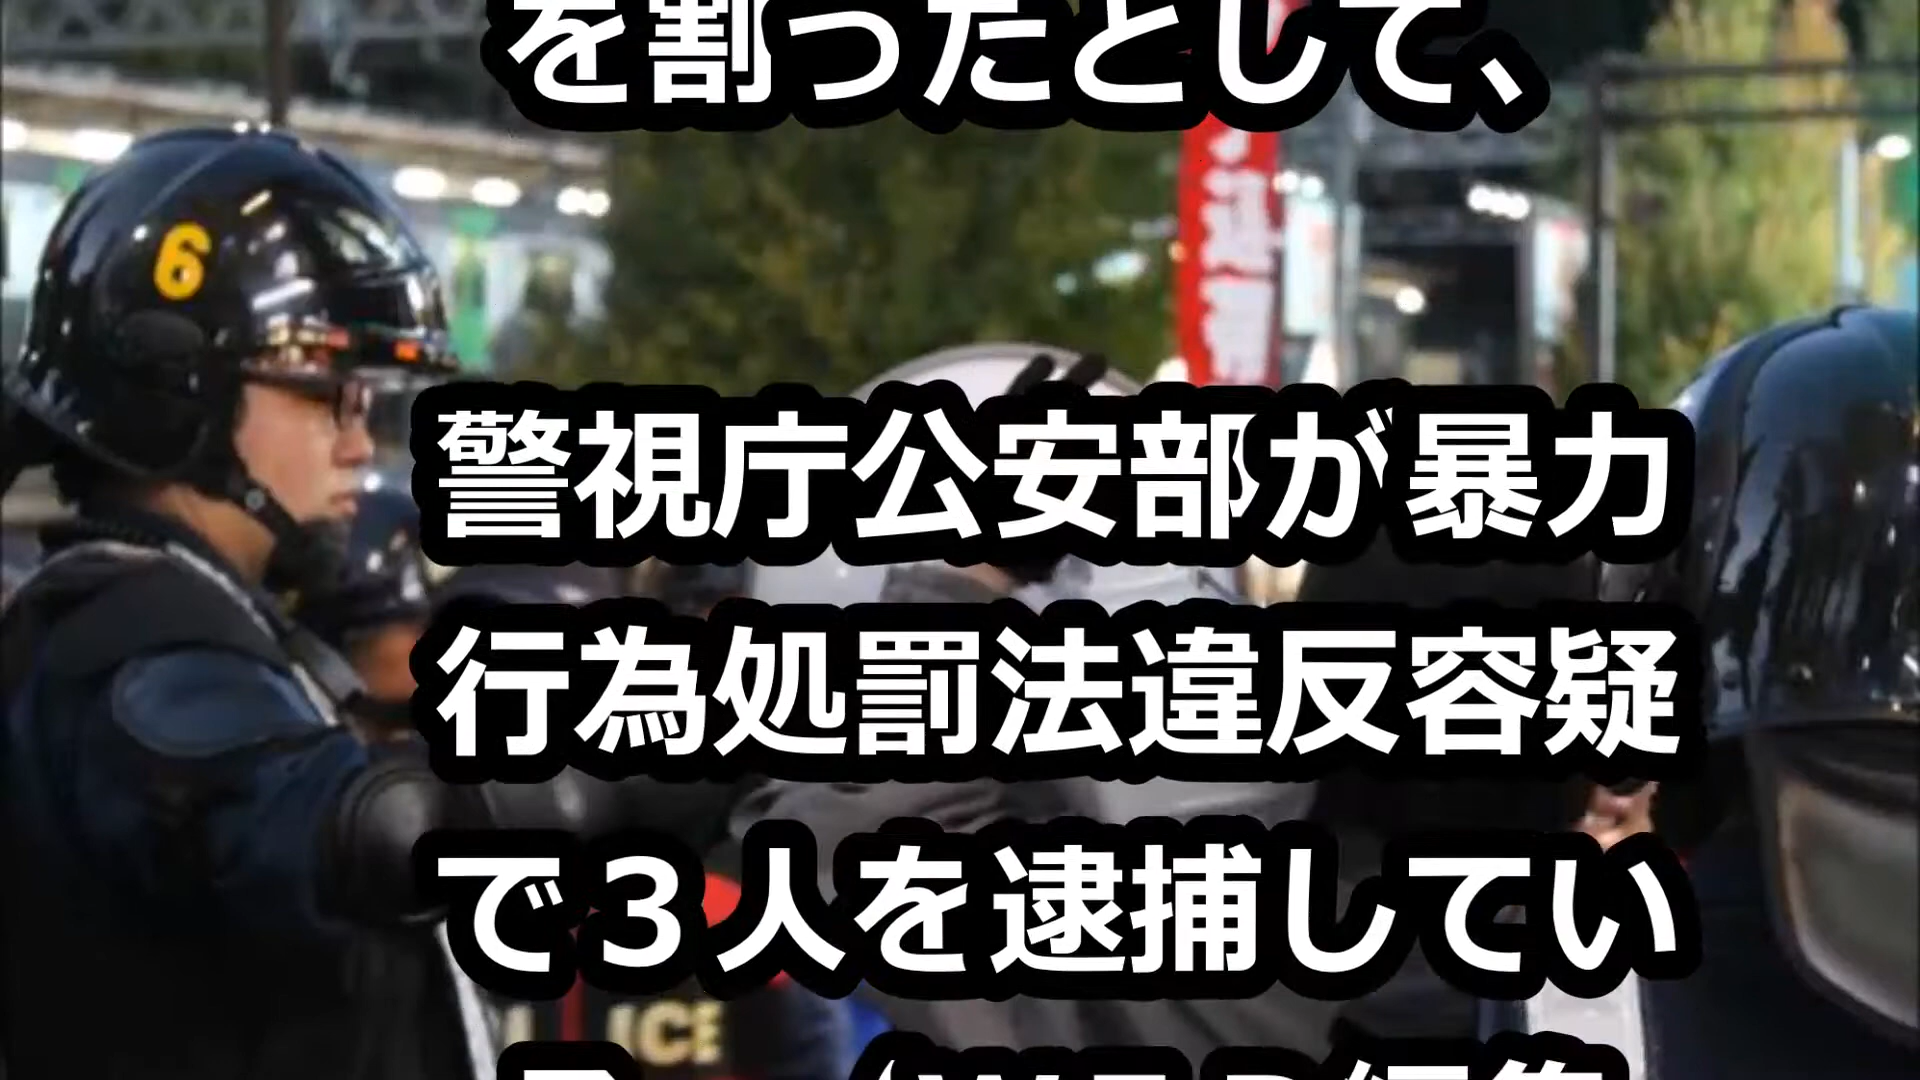 を割ったとして、
警視庁公安部が暴力
行為処罰法違反容疑
で３人を逮捕してい
6
ICE